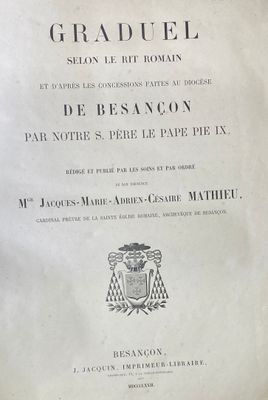 GRADUEL
SELON LE RIT ROMAIN
ET D'APRÈS LES CONCESSIONS FAITES AU DIOCÈSE
DE BESANÇON
PAR NOTRE S. PÈRE LE PAPE PIE IX,
RÉDIGÉ ET PUBLIÉ PAR LES SOINS ET PAR ORDRE
DE SON ÉMINENCE
Mgr JACQUES-MARIE-ADRIEN-CÉSAIRE MATHIEU,
CARDINAL PRÊTRE DE LA SAINTE ÉGLISE ROMAINE, ARCHEVÊQUE DE BESANÇON.
BESANÇON,
J. JACQUIN, IMPRIMEUR-LIBRAIRE,
MDCCCLXXII.